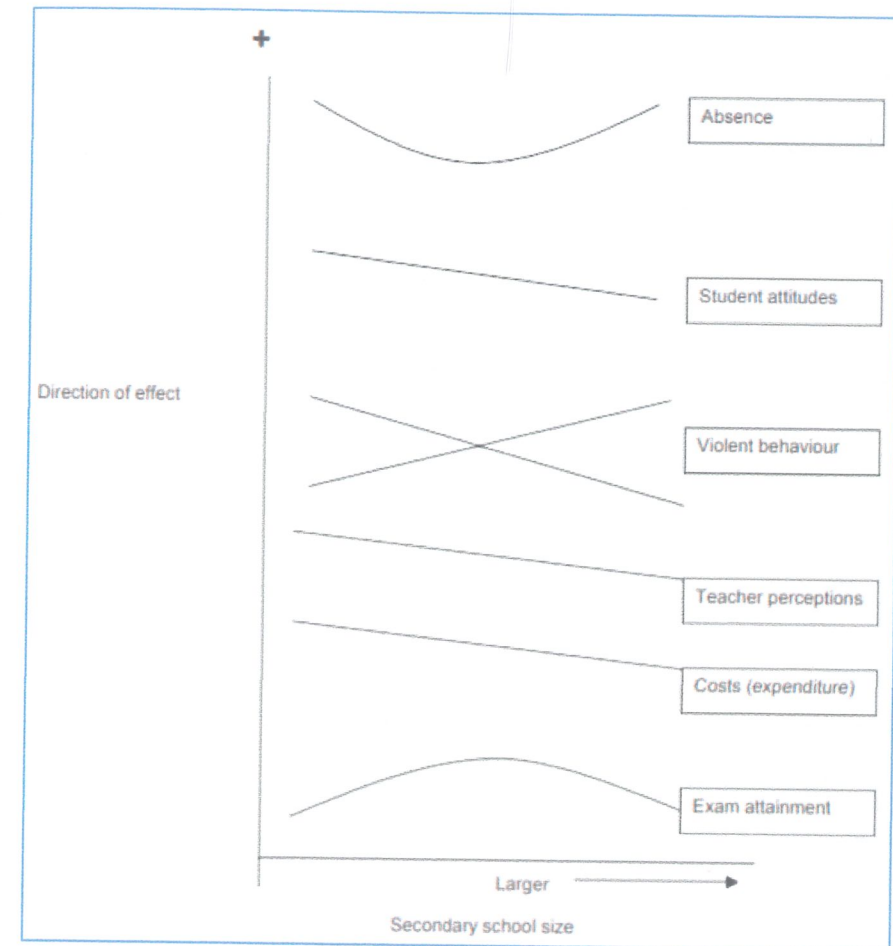 +
Absence
Student attitudes
Direction of effect
Violent behaviour
Teacher perceptions
Costs (expenditure)
Exam attainment
Larger
Secondary school size